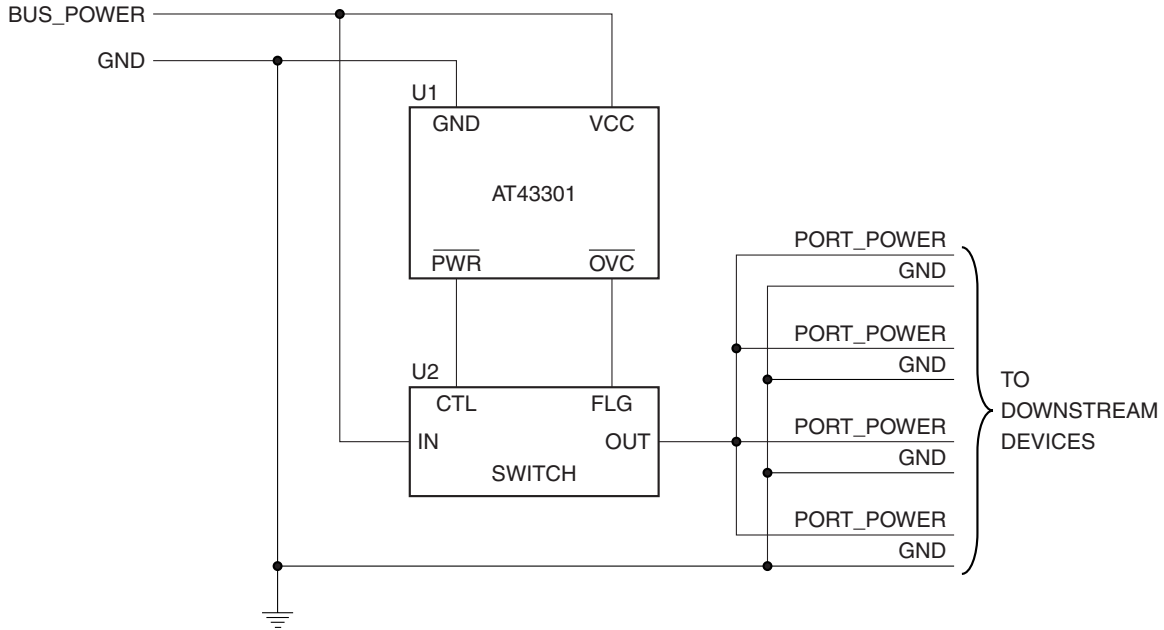 BUS_POWER
GND
U1
GND VCC
AT43301
PWR OVC
U2
CTL FLG
IN OUT
SWITCH
PORT_POWER
GND
PORT_POWER
GND
PORT_POWER
GND
PORT_POWER
GND
TO
DOWNSTREAM
DEVICES